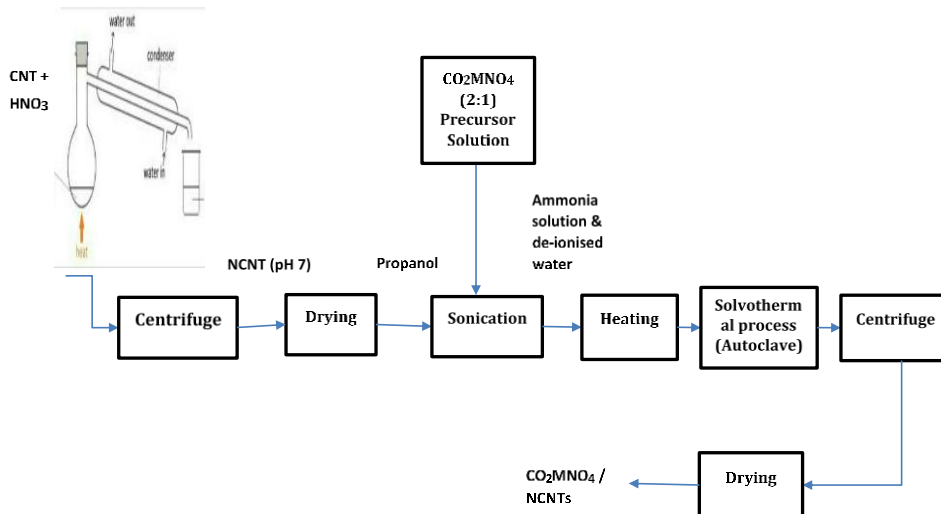 water out
condenser
CNT +
HNO₃
water in
heat
CO₂MNO₄
(2:1)
Precursor
Solution
Ammonia
solution &
de-ionised
water
NCNT (pH 7)
Propanol
Centrifuge
Drying
Sonication
Heating
Solvotherm
al process
(Autoclave)
Centrifuge
Drying
CO₂MNO₄ /
NCNTs